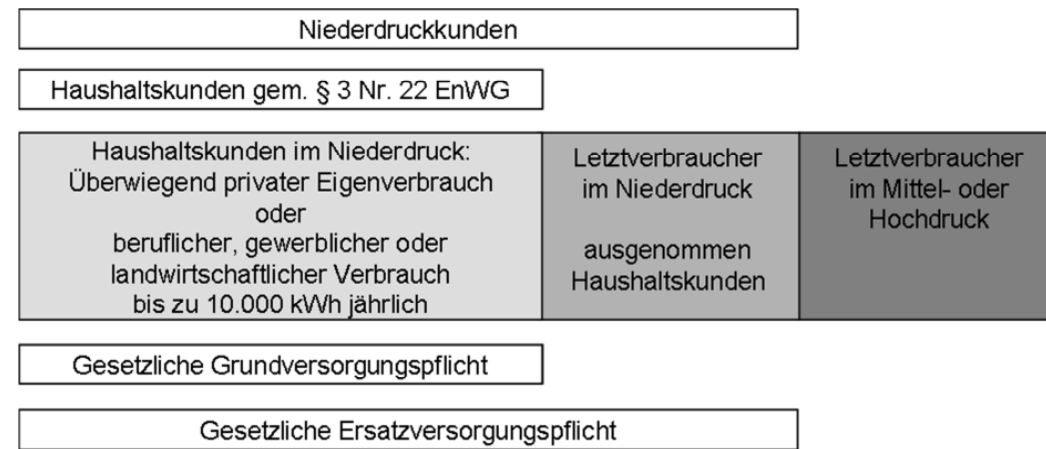 Niederdruckkunden
Haushaltskunden gem. § 3 Nr. 22 EnWG
Haushaltskunden im Niederdruck:
Überwiegend privater Eigenverbrauch
oder
beruflicher, gewerblicher oder
landwirtschaftlicher Verbrauch
bis zu 10.000 kWh jährlich
Letztverbraucher
im Niederdruck
ausgenommen
Haushaltskunden
Letztverbraucher
im Mittel- oder
Hochdruck
Gesetzliche Grundversorgungspflicht
Gesetzliche Ersatzversorgungspflicht